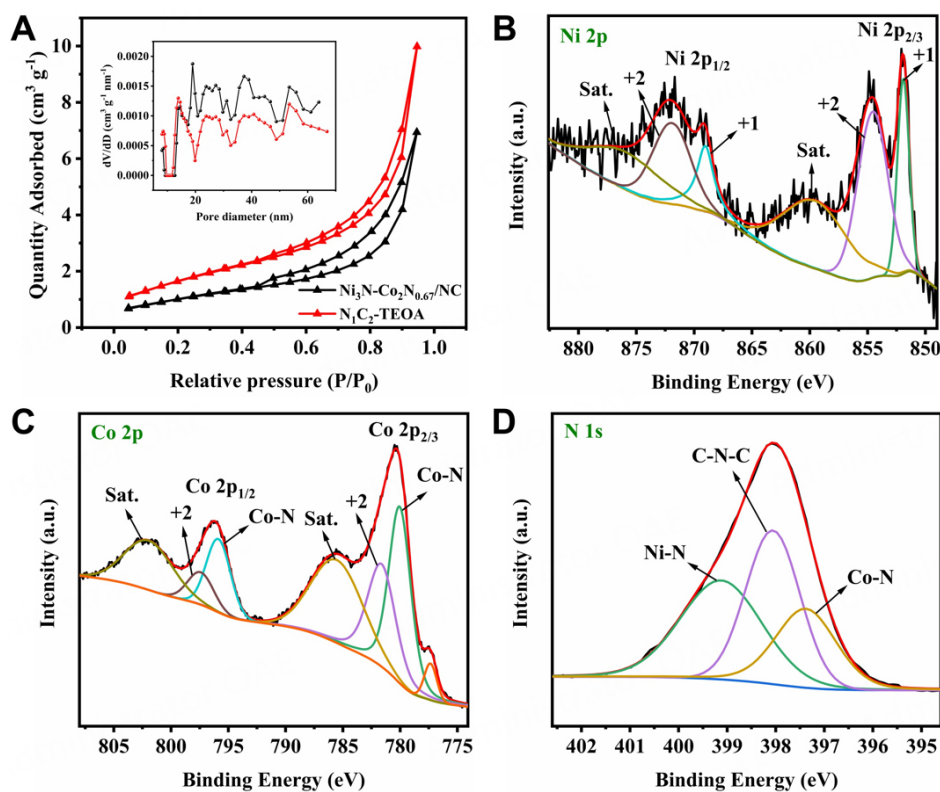 A
Quantity Adsorbed (cm³ g⁻¹)
10
8
6
4
2
0
0.0 0.2 0.4 0.6 0.8 1.0
Relative pressure (P/P₀)
dV/dD (cm³ g⁻¹ nm⁻¹)
0.0020
0.0015
0.0010
0.0005
0.0000
20 40 60
Pore diameter (nm)
Ni₃N-Co₂N₀.₆₇/NC
N₁C₂-TEOA
B
Ni 2p
Sat.
+2
Ni 2p₁/₂
+1
Sat.
+2
Ni 2p₂/₃
+1
Intensity (a.u.)
880 875 870 865 860 855 850
Binding Energy (eV)
C
Co 2p
Sat.
+2
Co 2p₁/₂
Co-N
Sat.
+2
Co 2p₂/₃
Co-N
Intensity (a.u.)
805 800 795 790 785 780 775
Binding Energy (eV)
D
N 1s
C-N-C
Ni-N
Co-N
Intensity (a.u.)
402 401 400 399 398 397 396 395
Binding Energy (eV)